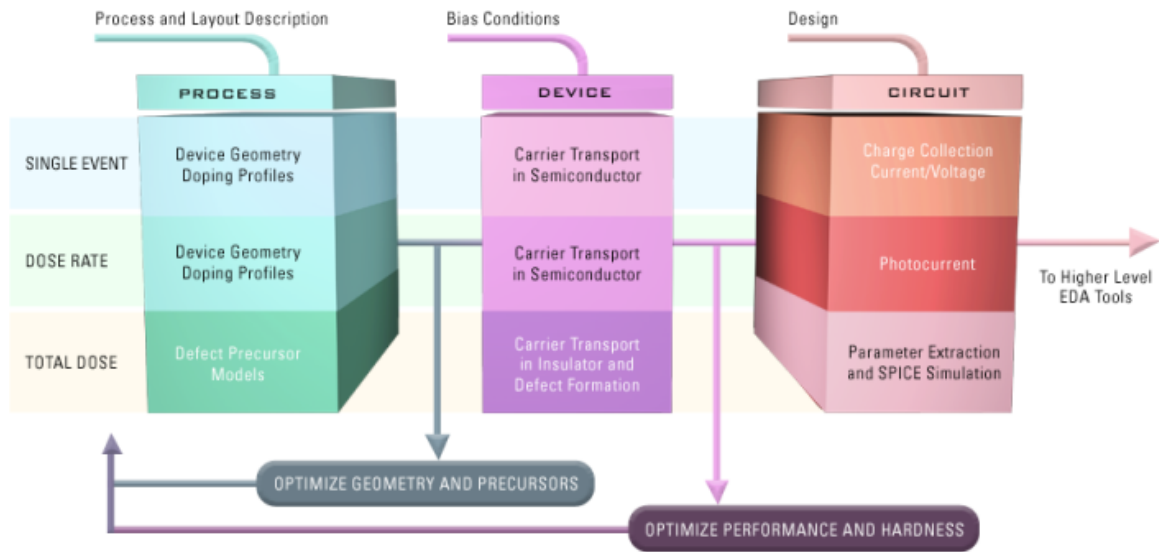 Process and Layout Description
Bias Conditions
Design
PROCESS
DEVICE
CIRCUIT
SINGLE EVENT
Device Geometry
Doping Profiles
Carrier Transport
in Semiconductor
Charge Collection
Current/Voltage
DOSE RATE
Device Geometry
Doping Profiles
Carrier Transport
in Semiconductor
Photocurrent
To Higher Level
EDA Tools
TOTAL DOSE
Defect Precursor
Models
Carrier Transport
in Insulator and
Defect Formation
Parameter Extraction
and SPICE Simulation
OPTIMIZE GEOMETRY AND PRECURSORS
OPTIMIZE PERFORMANCE AND HARDNESS